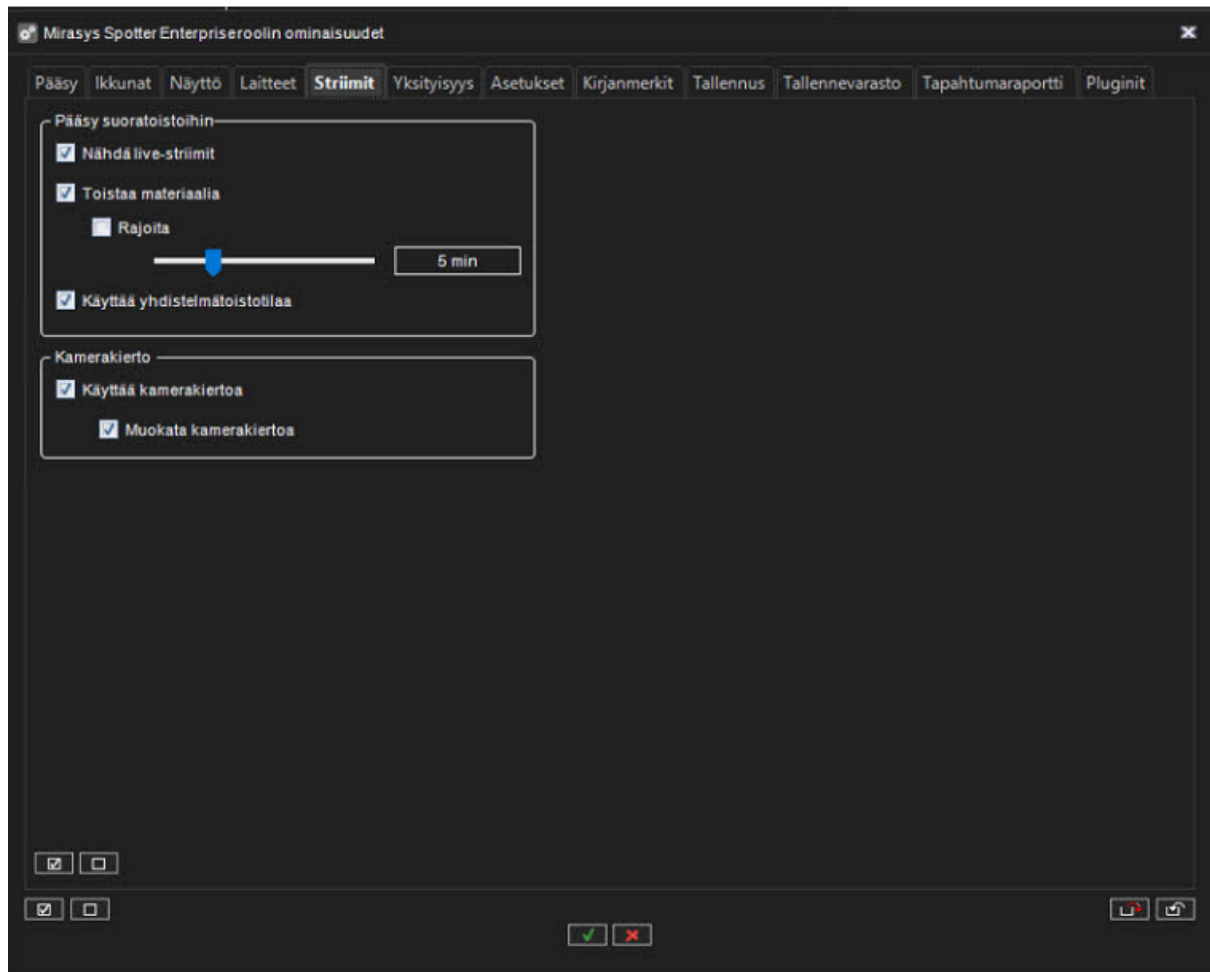 Mirasys Spotter Enterpriseroolin ominaisuudet
Pääsy Ikkunat Näyttö Laitteet Striimit Yksityisyys Asetukset Kirjanmerkit Tallennus Tallennevarasto Tapahtumaraportti Pluginit
Pääsy suoratoistoihin
Nähdä live-striimit
Toistaa materiaalia
Rajoita
5 min
Käyttää yhdistelmätoistotilaa
Kamerakierto
Käyttää kamerakiertoa
Muokata kamerakiertoa